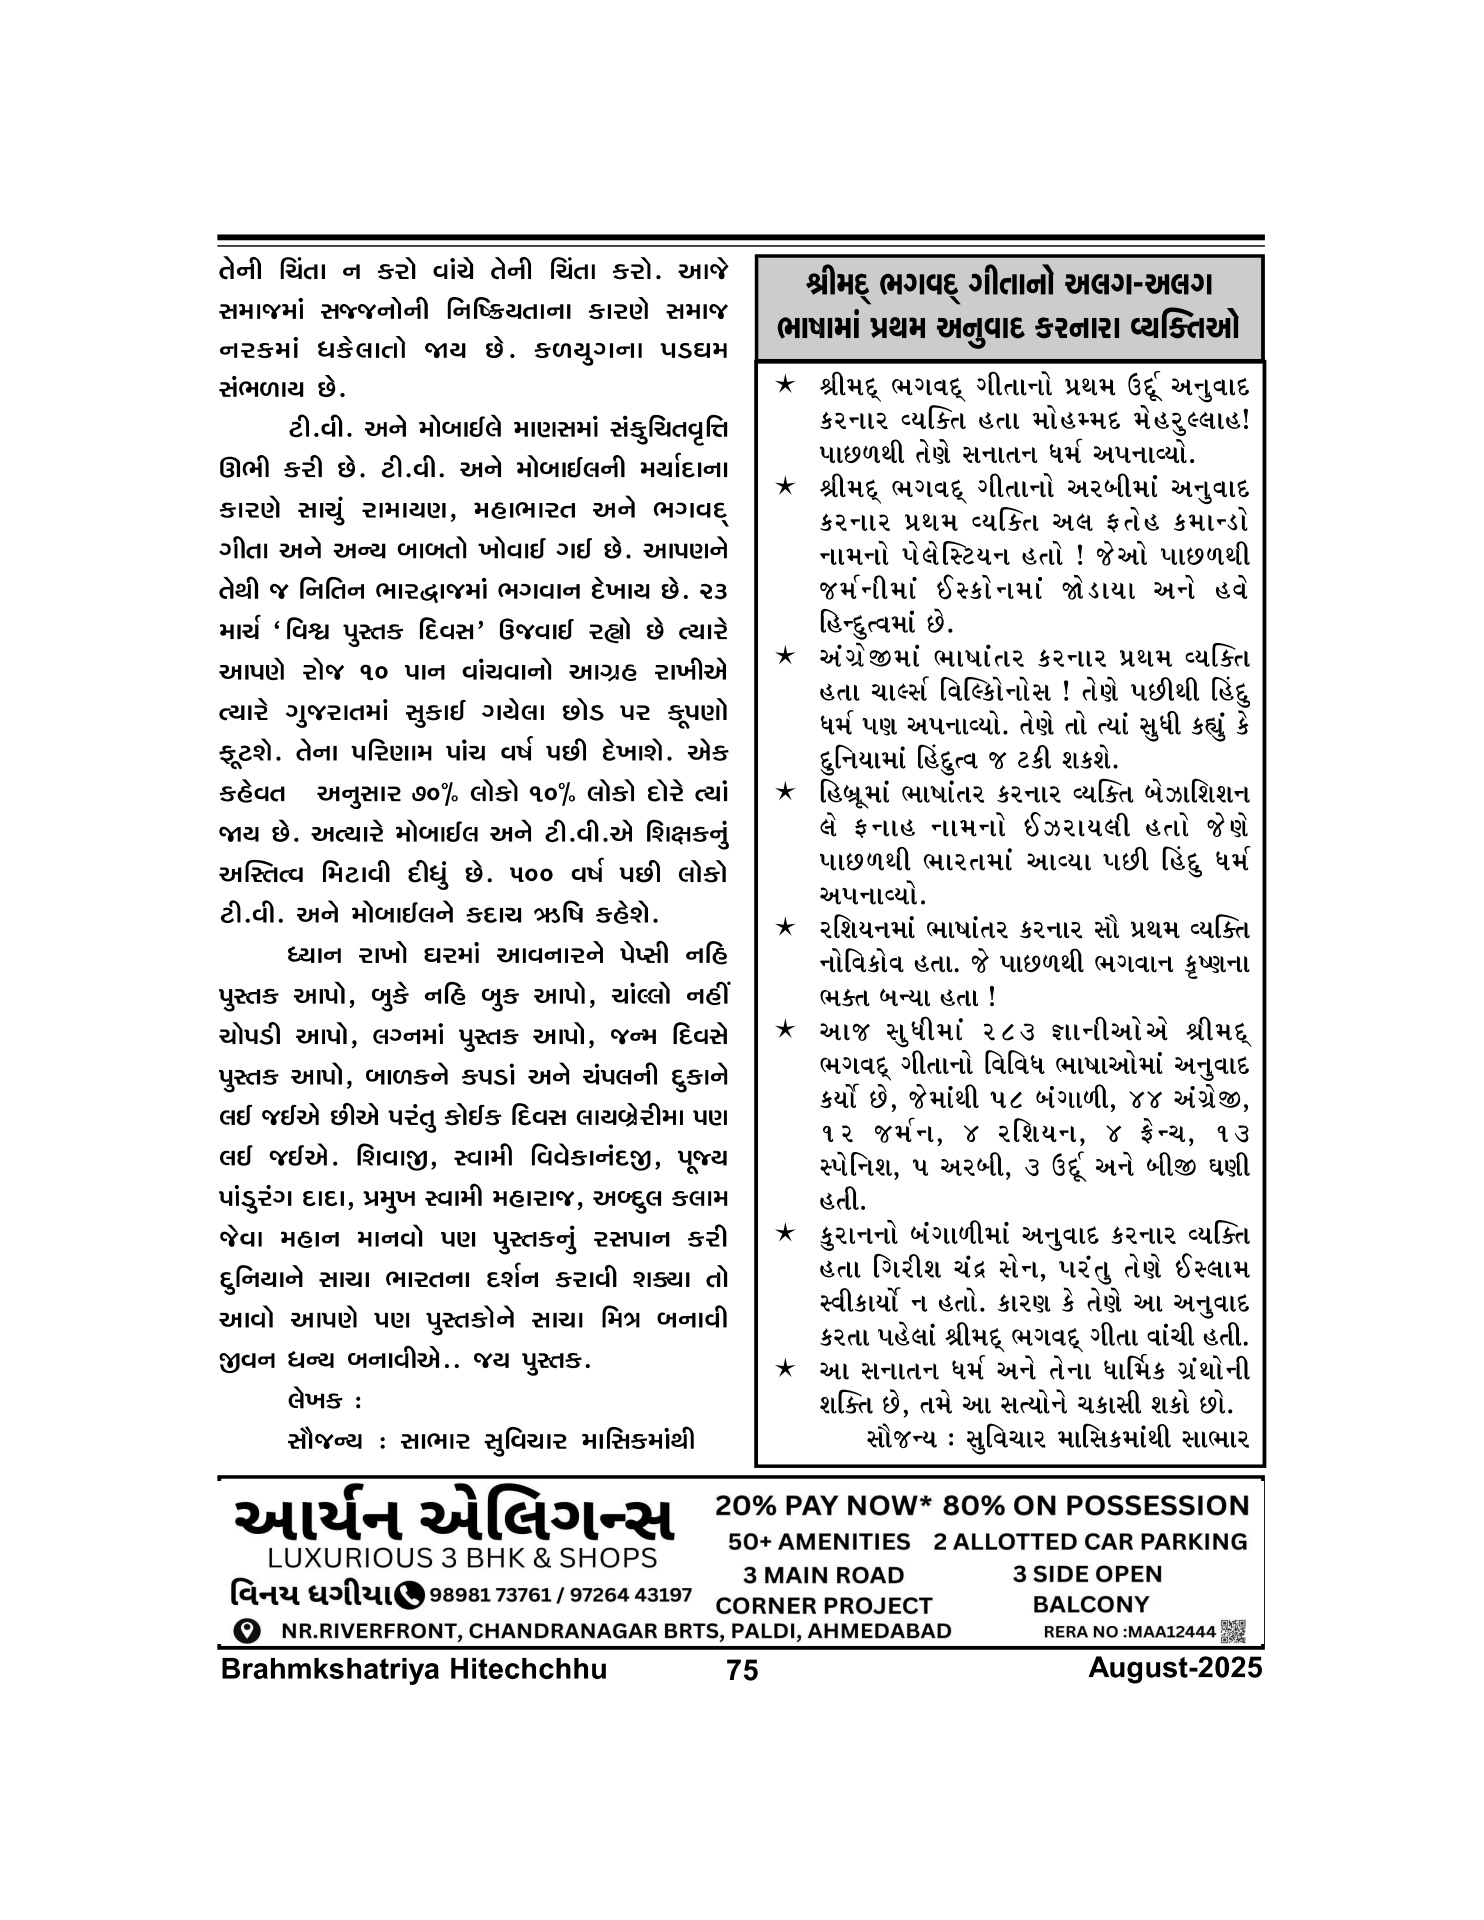 તેની ચિંતા ન કરો વાંચે તેની ચિંતા કરો. આજે
સમાજમાં સજ્જનોની નિષ્ક્રિયતાના કારણે સમાજ
નરકમાં ધકેલાતો જાય છે. કળયુગના પડઘમ
સંભળાય છે.
ટી.વી. અને મોબાઈલે માણસમાં સંકુચિતવૃત્તિ
ઊભી કરી છે. ટી.વી. અને મોબાઈલની મર્યાદાના
કારણે સાચું રામાયણ, મહાભારત અને ભગવદ્
ગીતા અને અન્ય બાબતો ખોવાઈ ગઈ છે. આપણને
તેથી જ નિતિન ભારદ્વાજમાં ભગવાન દેખાય છે. ૨૩
માર્ચ ‘વિશ્વ પુસ્તક દિવસ’ ઉજવાઈ રહ્યો છે ત્યારે
આપણે રોજ ૧૦ પાન વાંચવાનો આગ્રહ રાખીએ
ત્યારે ગુજરાતમાં સુકાઈ ગયેલા છોડ પર કૂપણો
ફૂટશે. તેના પરિણામ પાંચ વર્ષ પછી દેખાશે. એક
કહેવત અનુસાર ૭૦% લોકો ૧૦% લોકો દોરે ત્યાં
જાય છે. અત્યારે મોબાઈલ અને ટી.વી.એ શિક્ષકનું
અસ્તિત્વ મિટાવી દીધું છે. ૫૦૦ વર્ષ પછી લોકો
ટી.વી. અને મોબાઈલને કદાચ ઋષિ કહેશે.
ધ્યાન રાખો ઘરમાં આવનારને પેપ્સી નહિ
પુસ્તક આપો, બુકે નહિ બુક આપો, ચાંલ્લો નહીં
ચોપડી આપો, લગ્નમાં પુસ્તક આપો, જન્મ દિવસે
પુસ્તક આપો, બાળકને કપડાં અને ચંપલની દુકાને
લઈ જઈએ છીએ પરંતુ કોઈક દિવસ લાયબ્રેરીમા પણ
લઈ જઈએ. શિવાજી, સ્વામી વિવેકાનંદજી, પૂજ્ય
પાંડુરંગ દાદા, પ્રમુખ સ્વામી મહારાજ, અબ્દુલ કલામ
જેવા મહાન માનવો પણ પુસ્તકનું રસપાન કરી
દુનિયાને સાચા ભારતના દર્શન કરાવી શક્યા તો
આવો આપણે પણ પુસ્તકોને સાચા મિત્ર બનાવી
જીવન ધન્ય બનાવીએ.. જય પુસ્તક.
લેખક :
સૌજન્ય : સાભાર સુવિચાર માસિકમાંથી
શ્રીમદ્ ભગવદ્ ગીતાનો અલગ-અલગ
ભાષામાં પ્રથમ અનુવાદ કરનારા વ્યક્તિઓ
★ શ્રીમદ્ ભગવદ્ ગીતાનો પ્રથમ ઉર્દૂ અનુવાદ
કરનાર વ્યક્તિ હતા મોહમ્મદ મેહરુલ્લાહ!
પાછળથી તેણે સનાતન ધર્મ અપનાવ્યો.
★ શ્રીમદ્ ભગવદ્ ગીતાનો અરબીમાં અનુવાદ
કરનાર પ્રથમ વ્યક્તિ અલ ફતેહ કમાન્ડો
નામનો પેલેસ્ટિયન હતો ! જેઓ પાછળથી
જર્મનીમાં ઈસ્કોનમાં જોડાયા અને હવે
હિન્દુત્વમાં છે.
★ અંગ્રેજીમાં ભાષાંતર કરનાર પ્રથમ વ્યક્તિ
હતા ચાર્લ્સ વિલ્કિનોસ ! તેણે પછીથી હિંદુ
ધર્મ પણ અપનાવ્યો. તેણે તો ત્યાં સુધી કહ્યું કે
દુનિયામાં હિંદુત્વ જ ટકી શકશે.
★ હિબ્રૂમાં ભાષાંતર કરનાર વ્યક્તિ બેઝાશિશન
લે ફનાહ નામનો ઈઝરાયલી હતો જેણે
પાછળથી ભારતમાં આવ્યા પછી હિંદુ ધર્મ
અપનાવ્યો.
★ રશિયનમાં ભાષાંતર કરનાર સૌ પ્રથમ વ્યક્તિ
નોવિકોવ હતા. જે પાછળથી ભગવાન કૃષ્ણના
ભક્ત બન્યા હતા !
★ આજ સુધીમાં ૨૮૩ જ્ઞાનીઓએ શ્રીમદ્
ભગવદ્ ગીતાનો વિવિધ ભાષાઓમાં અનુવાદ
કર્યો છે, જેમાંથી ૫૮ બંગાળી, ૪૪ અંગ્રેજી,
૧૨ જર્મન, ૪ રશિયન, ૪ ફ્રેન્ચ, ૧૩
સ્પેનિશ, ૫ અરબી, ૩ ઉર્દૂ અને બીજી ઘણી
હતી.
★ કુરાનનો બંગાળીમાં અનુવાદ કરનાર વ્યક્તિ
હતા ગિરીશ ચંદ્ર સેન, પરંતુ તેણે ઈસ્લામ
સ્વીકાર્યો ન હતો. કારણ કે તેણે આ અનુવાદ
કરતા પહેલાં શ્રીમદ્ ભગવદ્ ગીતા વાંચી હતી.
★ આ સનાતન ધર્મ અને તેના ધાર્મિક ગ્રંથોની
શક્તિ છે, તમે આ સત્યોને ચકાસી શકો છો.
સૌજન્ય : સુવિચાર માસિકમાંથી સાભાર
આર્યન એલિગન્સ
LUXURIOUS 3 BHK & SHOPS
વિનય ધગીયા 98981 73761 / 97264 43197
20% PAY NOW* 80% ON POSSESSION
50+ AMENITIES 2 ALLOTTED CAR PARKING
3 MAIN ROAD
CORNER PROJECT
3 SIDE OPEN
BALCONY
NR.RIVERFRONT, CHANDRANAGAR BRTS, PALDI, AHMEDABAD
RERA NO :MAA12444
Brahmkshatriya Hitechchhu 75 August-2025